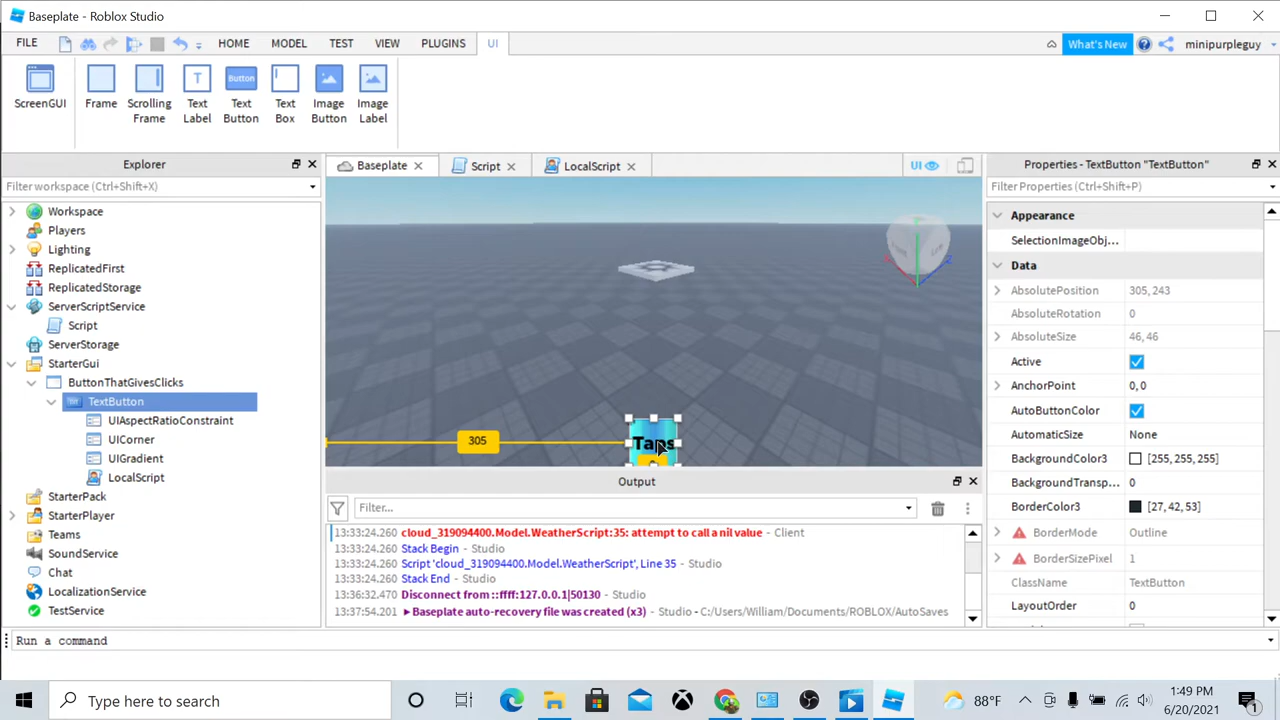 Baseplate - Roblox Studio
FILE HOME MODEL TEST VIEW PLUGINS UI What's New minipurpleguy
ScreenGUI Frame Scrolling Frame Text Label Text Button Text Box Image Button Image Label
T Button
Explorer
Filter workspace (Ctrl+Shift+X)
Workspace
Players
Lighting
ReplicatedFirst
ReplicatedStorage
ServerScriptService
Script
ServerStorage
StarterGui
ButtonThatGivesClicks
TextButton
UIAspectRatioConstraint
UICorner
UIGradient
LocalScript
StarterPack
StarterPlayer
Teams
SoundService
Chat
LocalizationService
TestService
Baseplate Script LocalScript UI
305
Taps
Output
Filter...
13:33:24.260 cloud_319094400.Model.WeatherScript:35: attempt to call a nil value - Client
13:33:24.260 Stack Begin - Studio
13:33:24.260 Script 'cloud_319094400.Model.WeatherScript', Line 35 - Studio
13:33:24.260 Stack End - Studio
13:36:32.470 Disconnect from ::ffff:127.0.0.1|50130 - Studio
13:37:54.201 Baseplate auto-recovery file was created (x3) - Studio - C:/Users/William/Documents/ROBLOX/AutoSaves
Properties - TextButton "TextButton"
Filter Properties (Ctrl+Shift+P)
Appearance
SelectionImageObj...
Data
AbsolutePosition 305, 243
AbsoluteRotation 0
AbsoluteSize 46, 46
Active
AnchorPoint 0, 0
AutoButtonColor
AutomaticSize None
BackgroundColor3 [255, 255, 255]
BackgroundTransp... 0
BorderColor3 [27, 42, 53]
BorderMode Outline
BorderSizePixel 1
ClassName TextButton
LayoutOrder 0
Run a command
Type here to search
88°F
1:49 PM
6/20/2021
1